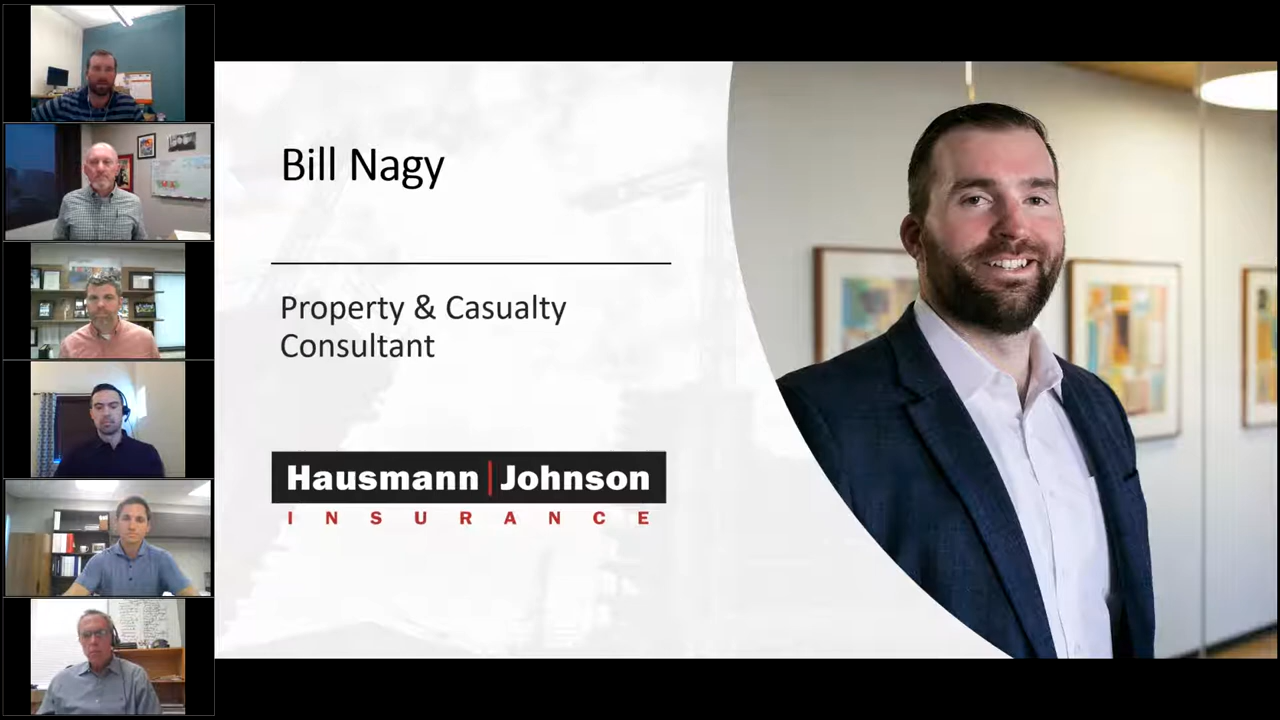 Bill Nagy
Property & Casualty
Consultant
Hausmann | Johnson
INSURANCE